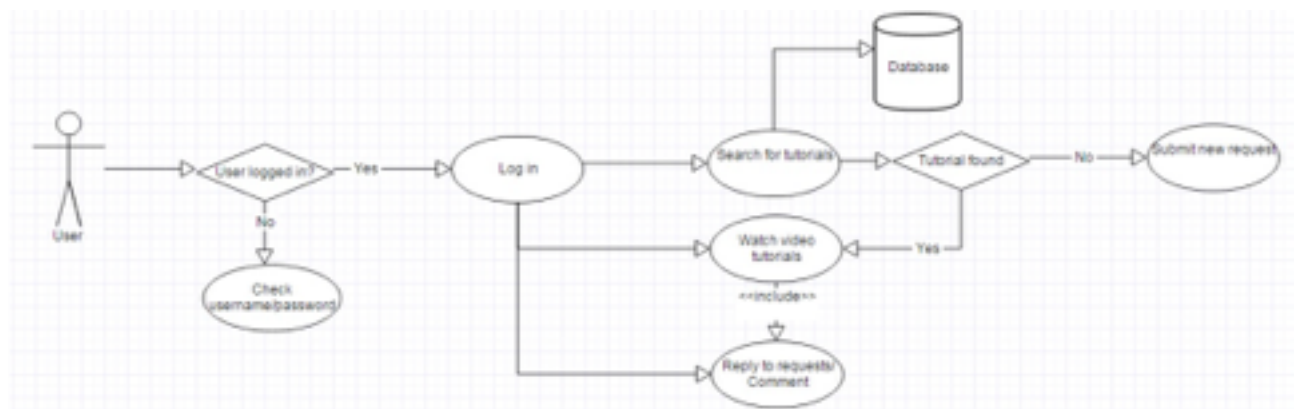 Database
Search for tutorials
Tutorial found
No
Submit new request
User logged in?
Yes
Log in
User
No
Check
username/password
Watch video
tutorials
Yes
<<include>>
Reply to requests/
Comment